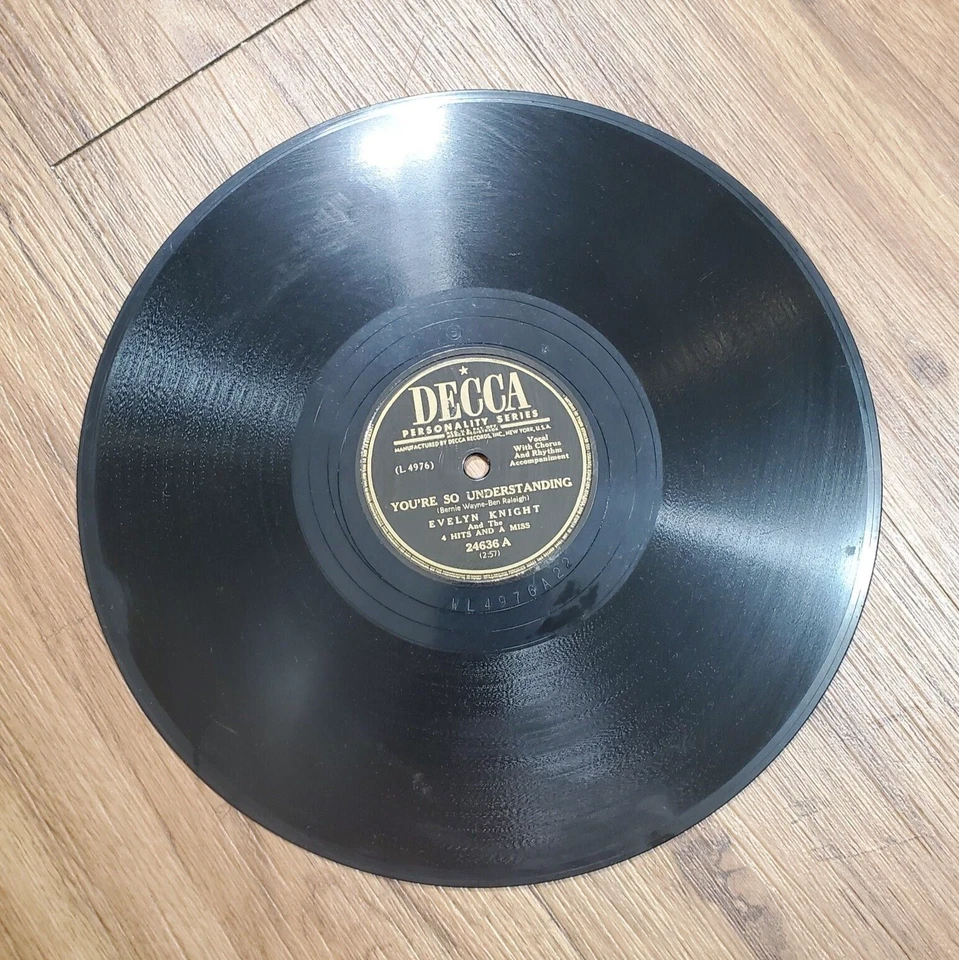 DECCA
PERSONALITY SERIES
MANUFACTURED BY DECCA RECORDS, INC., NEW YORK, U.S.A.
(L 4976)
Vocal
With Chorus
And Rhythm
Accompaniment
YOU'RE SO UNDERSTANDING
(Bernie Wayne-Ben Raleigh)
EVELYN KNIGHT
And The
4 HITS AND A MISS
24636 A
(2:57)
WL4976A22